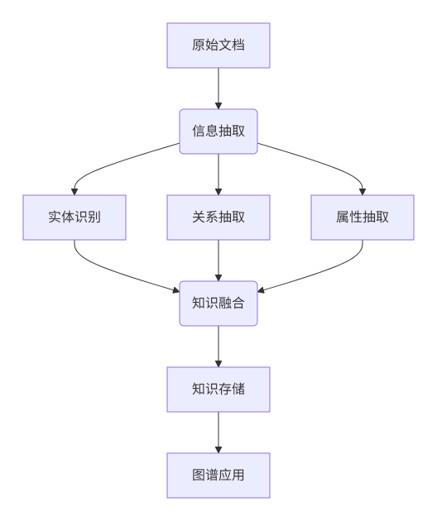 原始文档
信息抽取
实体识别
关系抽取
属性抽取
知识融合
知识存储
图谱应用